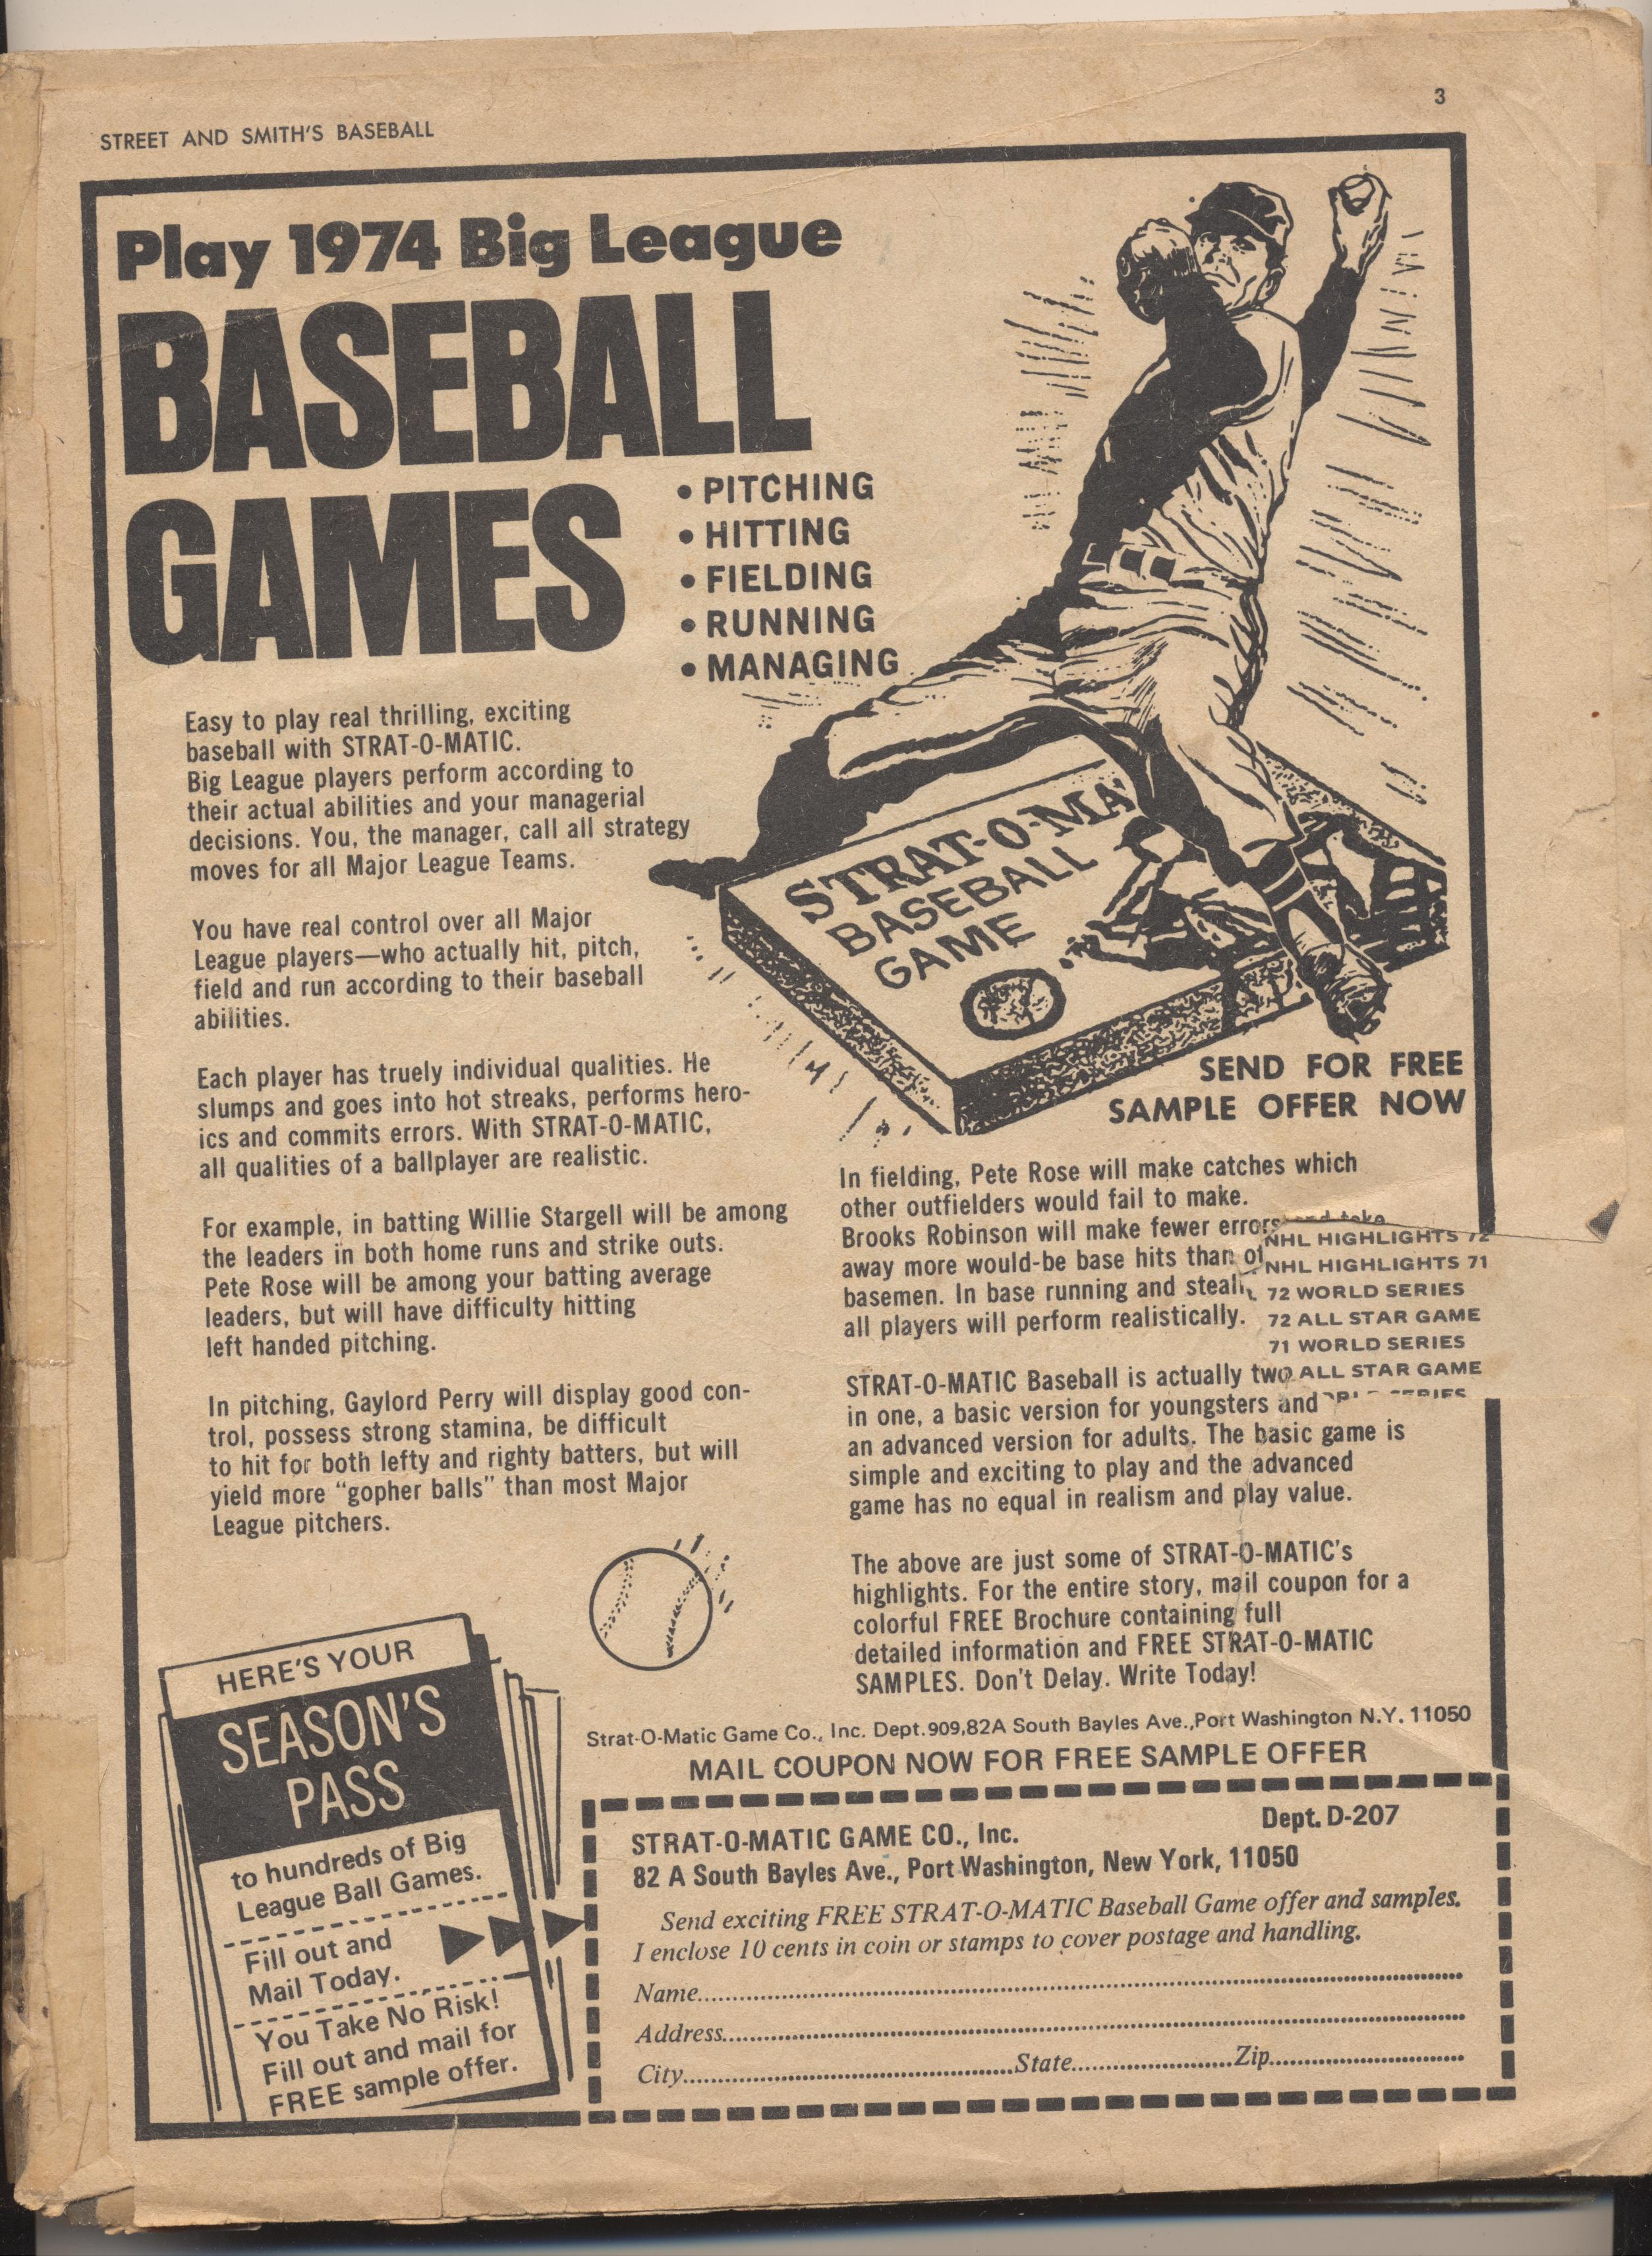 3
STREET AND SMITH'S BASEBALL
Play 1974 Big League
BASEBALL
GAMES
• PITCHING
• HITTING
• FIELDING
• RUNNING
• MANAGING
Easy to play real thrilling, exciting
baseball with STRAT-O-MATIC.
Big League players perform according to
their actual abilities and your managerial
decisions. You, the manager, call all strategy
moves for all Major League Teams.
You have real control over all Major
League players—who actually hit, pitch,
field and run according to their baseball
abilities.
Each player has truely individual qualities. He
slumps and goes into hot streaks, performs hero-
ics and commits errors. With STRAT-O-MATIC,
all qualities of a ballplayer are realistic.
For example, in batting Willie Stargell will be among
the leaders in both home runs and strike outs.
Pete Rose will be among your batting average
leaders, but will have difficulty hitting
left handed pitching.
In pitching, Gaylord Perry will display good con-
trol, possess strong stamina, be difficult
to hit for both lefty and righty batters, but will
yield more "gopher balls" than most Major
League pitchers.
STRAT-O-MA
BASEBALL
GAME
SEND FOR FREE
SAMPLE OFFER NOW
In fielding, Pete Rose will make catches which
other outfielders would fail to make.
Brooks Robinson will make fewer errors and take
away more would-be base hits than
basemen. In base running and
all players will perform realistically.
NHL HIGHLIGHTS 72
NHL HIGHLIGHTS 71
72 WORLD SERIES
72 ALL STAR GAME
71 WORLD SERIES
ALL STAR GAME
SERIES
STRAT-O-MATIC Baseball is actually two
in one, a basic version for youngsters and
an advanced version for adults. The basic game is
simple and exciting to play and the advanced
game has no equal in realism and play value.
The above are just some of STRAT-O-MATIC's
highlights. For the entire story, mail coupon for a
colorful FREE Brochure containing full
detailed information and FREE STRAT-O-MATIC
SAMPLES. Don't Delay. Write Today!
HERE'S YOUR
SEASON'S
PASS
to hundreds of Big
League Ball Games.
Fill out and
Mail Today.
You Take No Risk!
Fill out and mail for
FREE sample offer.
Strat-O-Matic Game Co., Inc. Dept.909,82A South Bayles Ave.,Port Washington N.Y. 11050
MAIL COUPON NOW FOR FREE SAMPLE OFFER
Dept. D-207
STRAT-O-MATIC GAME CO., Inc.
82 A South Bayles Ave., Port Washington, New York, 11050
Send exciting FREE STRAT-O-MATIC Baseball Game offer and samples.
I enclose 10 cents in coin or stamps to cover postage and handling.
Name
Address
City State Zip